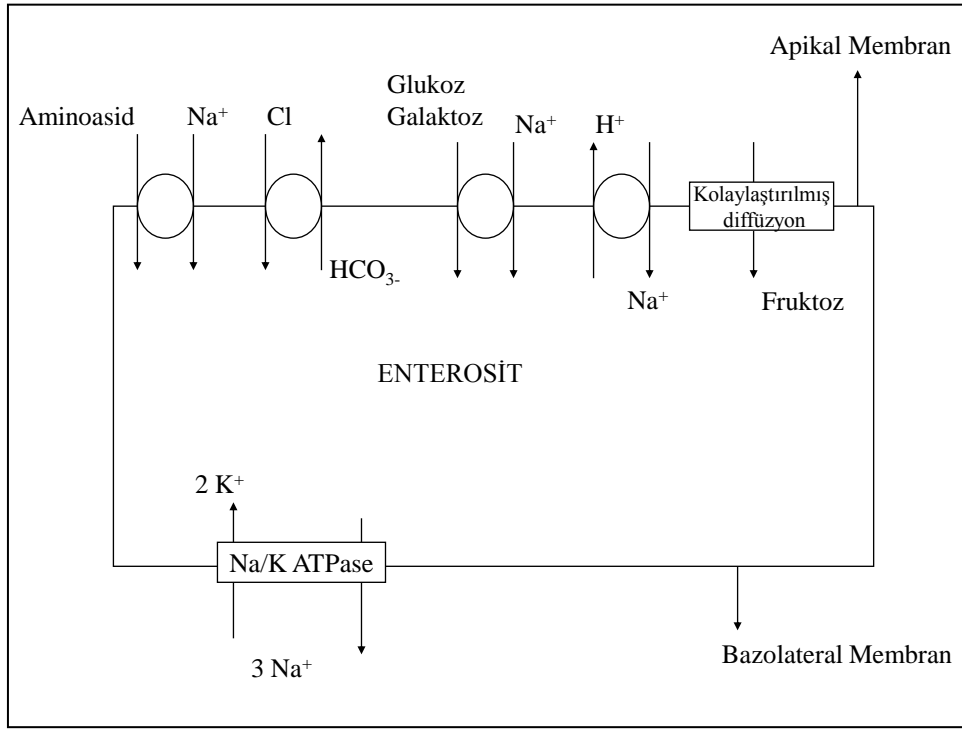 Apikal Membran
Glukoz
Galaktoz
Aminoasid
Na⁺
Cl
Na⁺
H⁺
Kolaylaştırılmış
diffüzyon
HCO₃₋
Na⁺
Fruktoz
ENTEROSİT
2 K⁺
Na/K ATPase
3 Na⁺
Bazolateral Membran